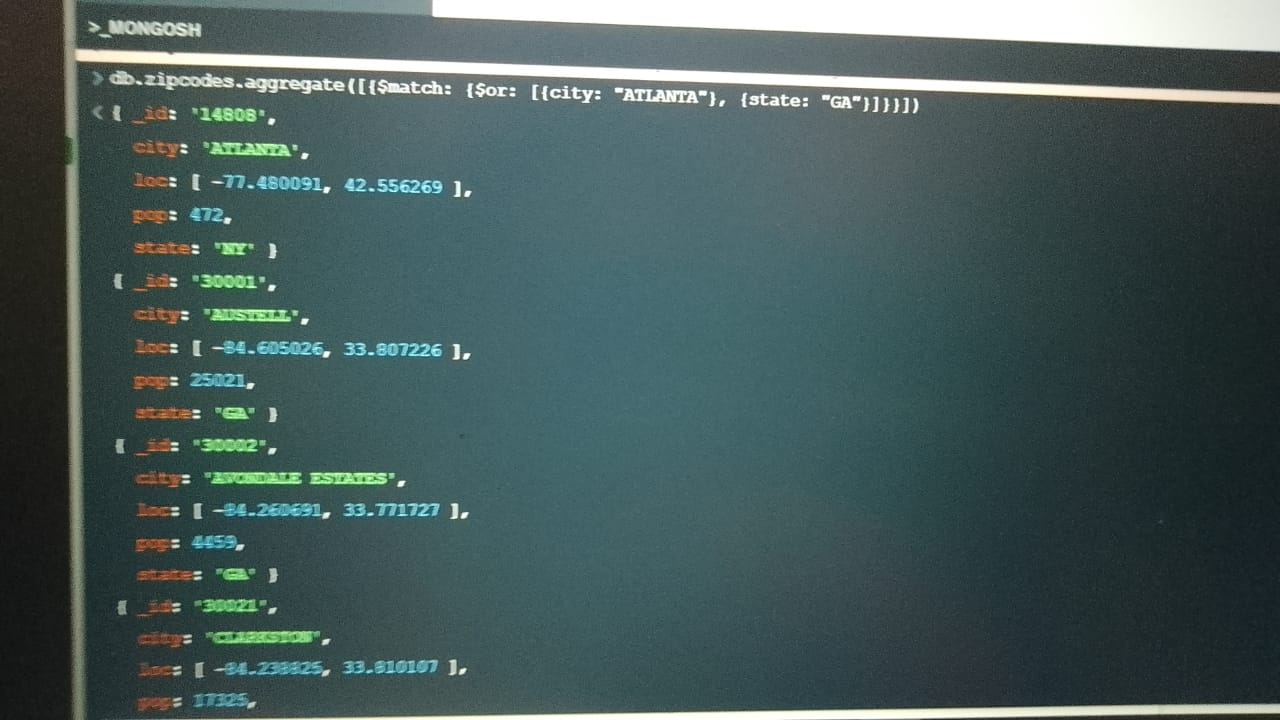 >_MONGOSH
> db.zipcodes.aggregate([{$match: {$or: [{city: "ATLANTA"}, {state: "GA"}]}}])
< { _id: '14808',
city: 'ATLANTA',
loc: [ -77.480091, 42.556269 ],
pop: 472,
state: 'NY' }
{ _id: '30001',
city: 'AUSTELL',
loc: [ -84.605026, 33.807226 ],
pop: 25021,
state: 'GA' }
{ _id: '30002',
city: 'AVONDALE ESTATES',
loc: [ -84.260691, 33.771727 ],
pop: 4459,
state: 'GA' }
{ _id: '30021',
city: 'CLARKSTON',
loc: [ -84.238825, 33.810107 ],
pop: 17325,